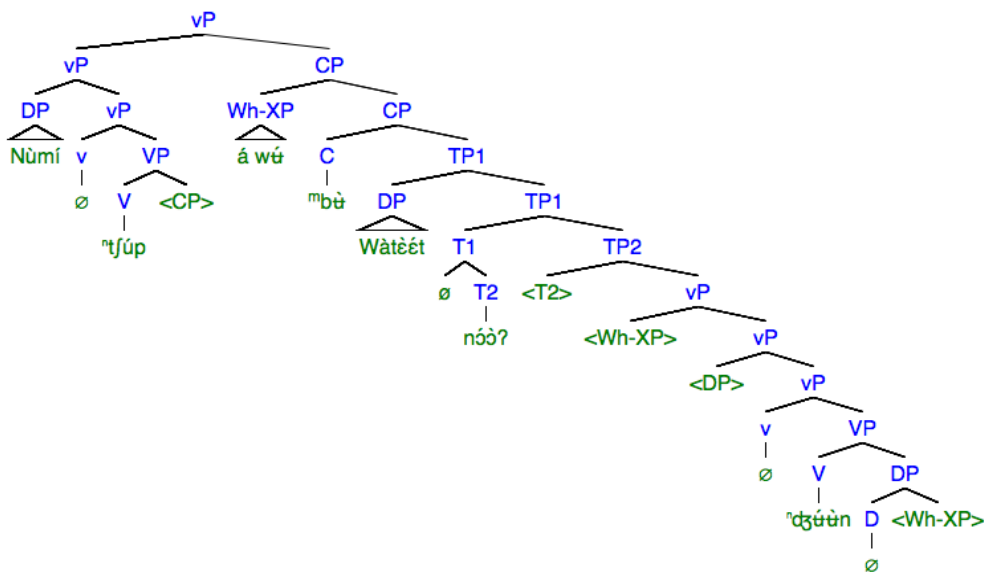 vP
vP CP
DP vP Wh-XP CP
Nùmí v VP á wʉ́ C TP1
∅ V <CP> ᵐbʉ̀ DP TP1
ⁿtʃúp Wàtɛ̀ɛ́t T1 TP2
ø T2 <T2> vP
nɔ́ɔ̀? <Wh-XP> vP
<DP> vP
v VP
∅ V DP
ⁿdʒʉ́ʉ̀n D <Wh-XP>
∅